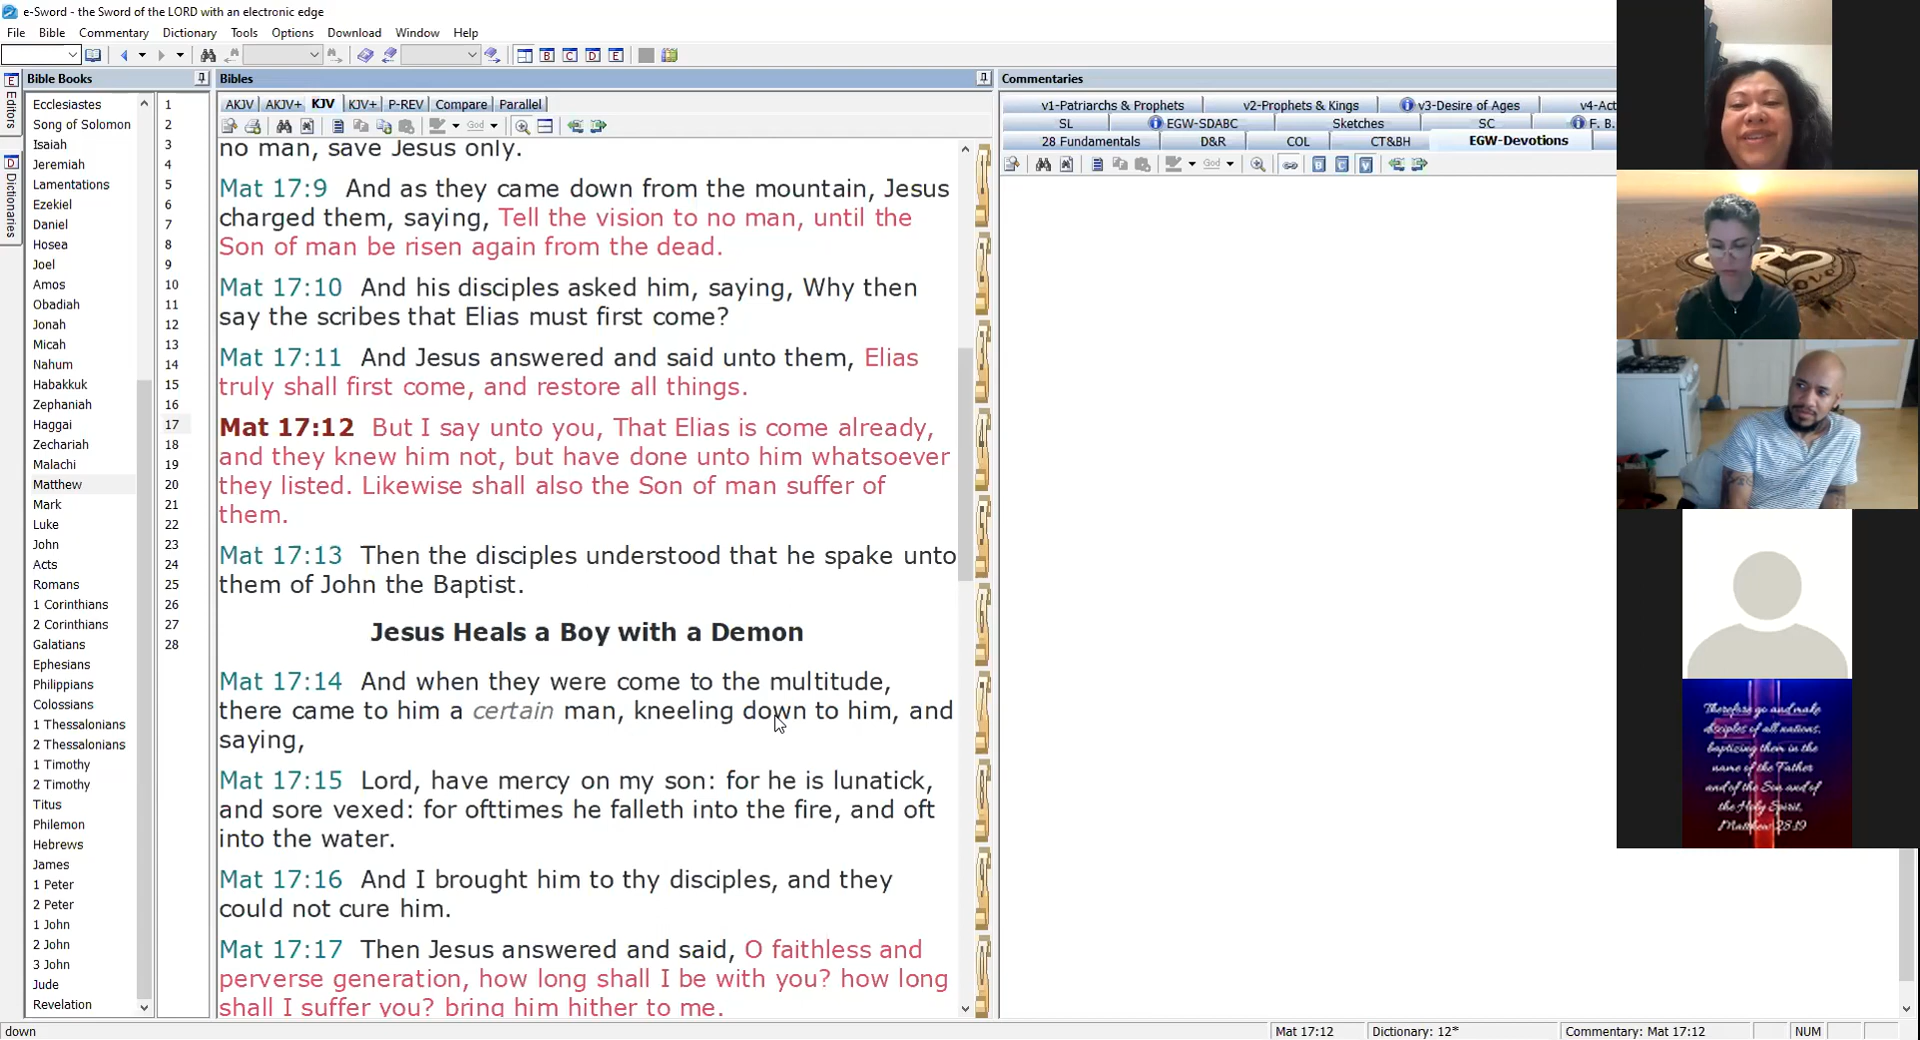 e-Sword - the Sword of the LORD with an electronic edge
File Bible Commentary Dictionary Tools Options Download Window Help
B C D E
Bible Books
Bibles
Commentaries
E Editors
D Dictionaries
Ecclesiastes
Song of Solomon
Isaiah
Jeremiah
Lamentations
Ezekiel
Daniel
Hosea
Joel
Amos
Obadiah
Jonah
Micah
Nahum
Habakkuk
Zephaniah
Haggai
Zechariah
Malachi
Matthew
Mark
Luke
John
Acts
Romans
1 Corinthians
2 Corinthians
Galatians
Ephesians
Philippians
Colossians
1 Thessalonians
2 Thessalonians
1 Timothy
2 Timothy
Titus
Philemon
Hebrews
James
1 Peter
2 Peter
1 John
2 John
3 John
Jude
Revelation
1
2
3
4
5
6
7
8
9
10
11
12
13
14
15
16
17
18
19
20
21
22
23
24
25
26
27
28
AKJV AKJV+ KJV KJV+ P-REV Compare Parallel
God
no man, save Jesus only.
Mat 17:9 And as they came down from the mountain, Jesus
charged them, saying, Tell the vision to no man, until the
Son of man be risen again from the dead.
Mat 17:10 And his disciples asked him, saying, Why then
say the scribes that Elias must first come?
Mat 17:11 And Jesus answered and said unto them, Elias
truly shall first come, and restore all things.
Mat 17:12 But I say unto you, That Elias is come already,
and they knew him not, but have done unto him whatsoever
they listed. Likewise shall also the Son of man suffer of
them.
Mat 17:13 Then the disciples understood that he spake unto
them of John the Baptist.
Jesus Heals a Boy with a Demon
Mat 17:14 And when they were come to the multitude,
there came to him a certain man, kneeling down to him, and
saying,
Mat 17:15 Lord, have mercy on my son: for he is lunatick,
and sore vexed: for ofttimes he falleth into the fire, and oft
into the water.
Mat 17:16 And I brought him to thy disciples, and they
could not cure him.
Mat 17:17 Then Jesus answered and said, O faithless and
perverse generation, how long shall I be with you? how long
shall I suffer you? bring him hither to me.
v1-Patriarchs & Prophets v2-Prophets & Kings v3-Desire of Ages v4-Act
SL EGW-SDABC Sketches SC F. B.
28 Fundamentals D&R COL CT&BH EGW-Devotions
God
Therefore go and make
disciples of all nations,
baptizing them in the
name of the Father
and of the Son and of
the Holy Spirit,
Matthew 28:19
down
Mat 17:12 Dictionary: 12* Commentary: Mat 17:12 NUM